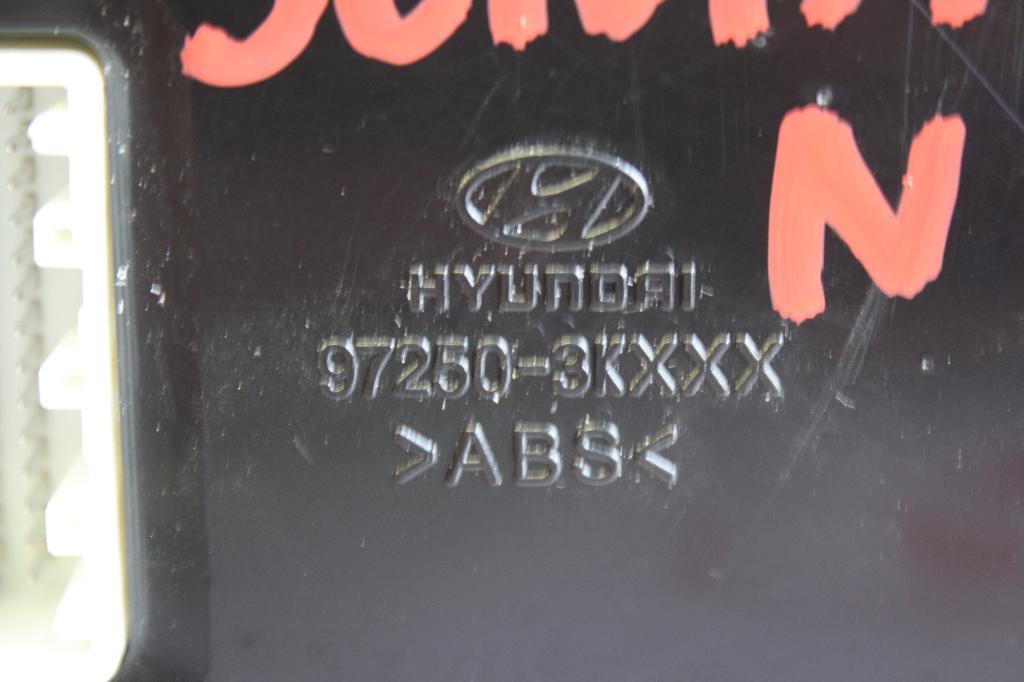 N
HYUNDAI
97250-3KXXX
>ABS<